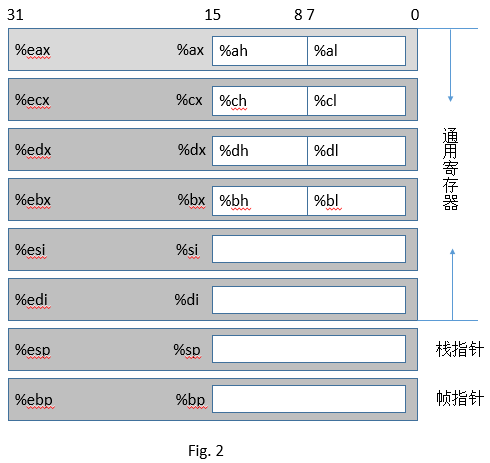 31 15 8 7 0
%eax %ax %ah %al
%ecx %cx %ch %cl
%edx %dx %dh %dl
%ebx %bx %bh %bl
%esi %si
%edi %di
通用寄存器
%esp %sp 栈指针
%ebp %bp 帧指针
Fig. 2